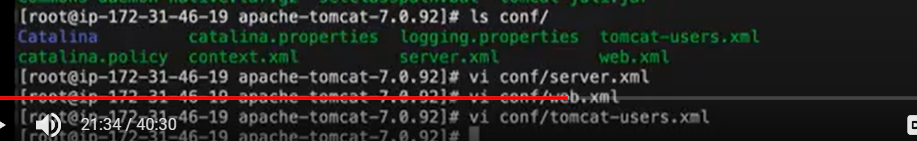 [root@ip-172-31-46-19 apache-tomcat-7.0.92]# ls conf/
Catalina catalina.properties logging.properties tomcat-users.xml
catalina.policy context.xml server.xml web.xml
[root@ip-172-31-46-19 apache-tomcat-7.0.92]# vi conf/server.xml
[root@ip-172-31-46-19 apache-tomcat-7.0.92]# vi conf/web.xml
[root@ip-172-31-46-19 apache-tomcat-7.0.92]# vi conf/tomcat-users.xml
21:34 / 40:30
[root@ip-172-31-46-19 apache-tomcat-7.0.92]#